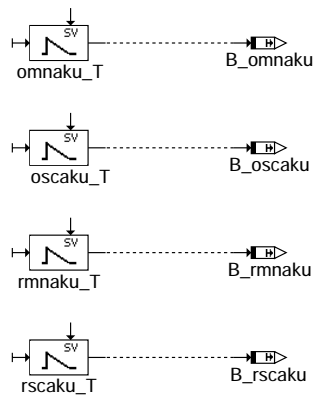 SV
omnaku_T
B_omnaku
SV
oscaku_T
B_oscaku
SV
rmnaku_T
B_rmnaku
SV
rscaku_T
B_rscaku